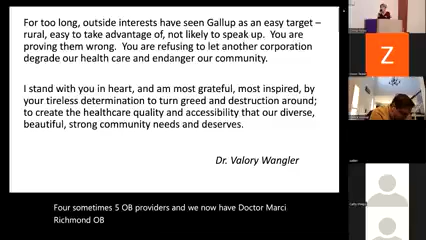 For too long, outside interests have seen Gallup as an easy target –
rural, easy to take advantage of, not likely to speak up.  You are
proving them wrong.  You are refusing to let another corporation
degrade our health care and endanger our community.
I stand with you in heart, and am most grateful, most inspired, by
your tireless determination to turn greed and destruction around;
to create the healthcare quality and accessibility that our diverse,
beautiful, strong community needs and deserves.
Dr. Valory Wangler
Z
Four sometimes 5 OB providers and we now have Doctor Marci
Richmond OB